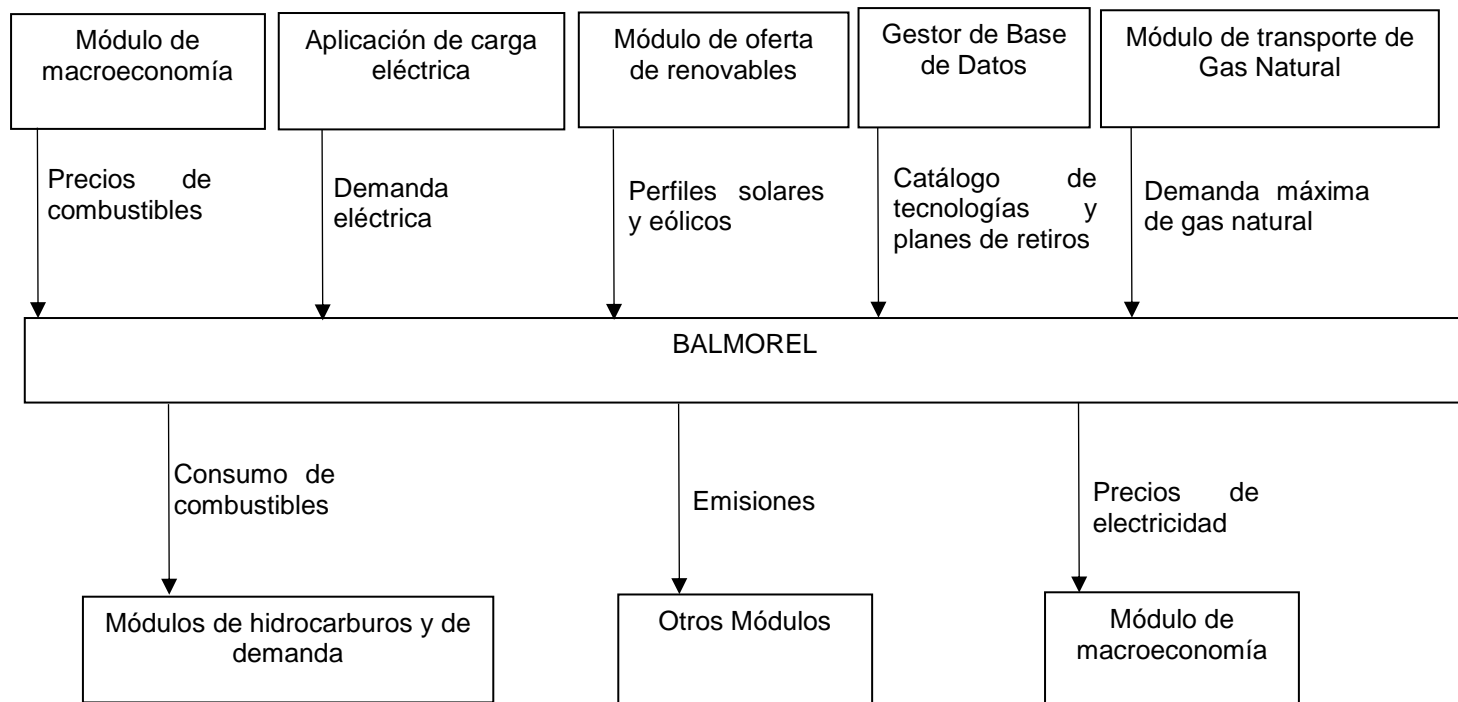 Módulo de
macroeconomía
Aplicación de carga
eléctrica
Módulo de oferta
de renovables
Gestor de Base
de Datos
Módulo de transporte de
Gas Natural
Precios de
combustibles
Demanda
eléctrica
Perfiles solares
y eólicos
Catálogo de
tecnologías y
planes de retiros
Demanda máxima
de gas natural
BALMOREL
Consumo de
combustibles
Emisiones
Precios de
electricidad
Módulos de hidrocarburos y de
demanda
Otros Módulos
Módulo de
macroeconomía